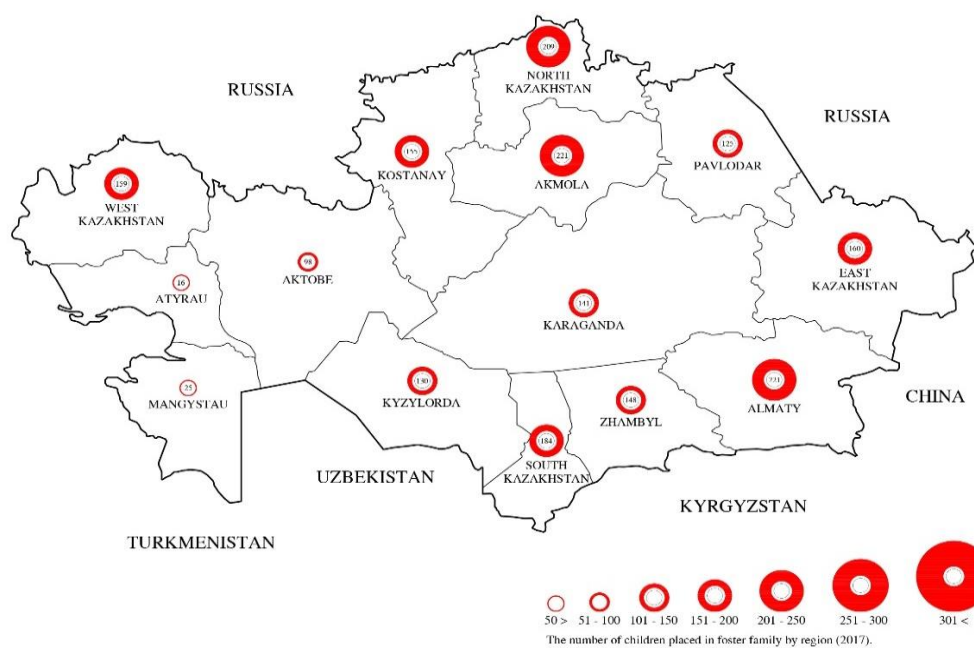 209
NORTH
KAZAKHSTAN
RUSSIA
RUSSIA
155
KOSTANAY
221
AKMOLA
125
PAVLODAR
159
WEST
KAZAKHSTAN
98
AKTOBE
160
EAST
KAZAKHSTAN
16
ATYRAU
141
KARAGANDA
25
MANGYSTAU
130
KYZYLORDA
148
ZHAMBYL
221
ALMATY
CHINA
184
SOUTH
KAZAKHSTAN
UZBEKISTAN
KYRGYZSTAN
TURKMENISTAN
50 > 51 - 100 101 - 150 151 - 200 201 - 250 251 - 300 301 <
The number of children placed in foster family by region (2017).